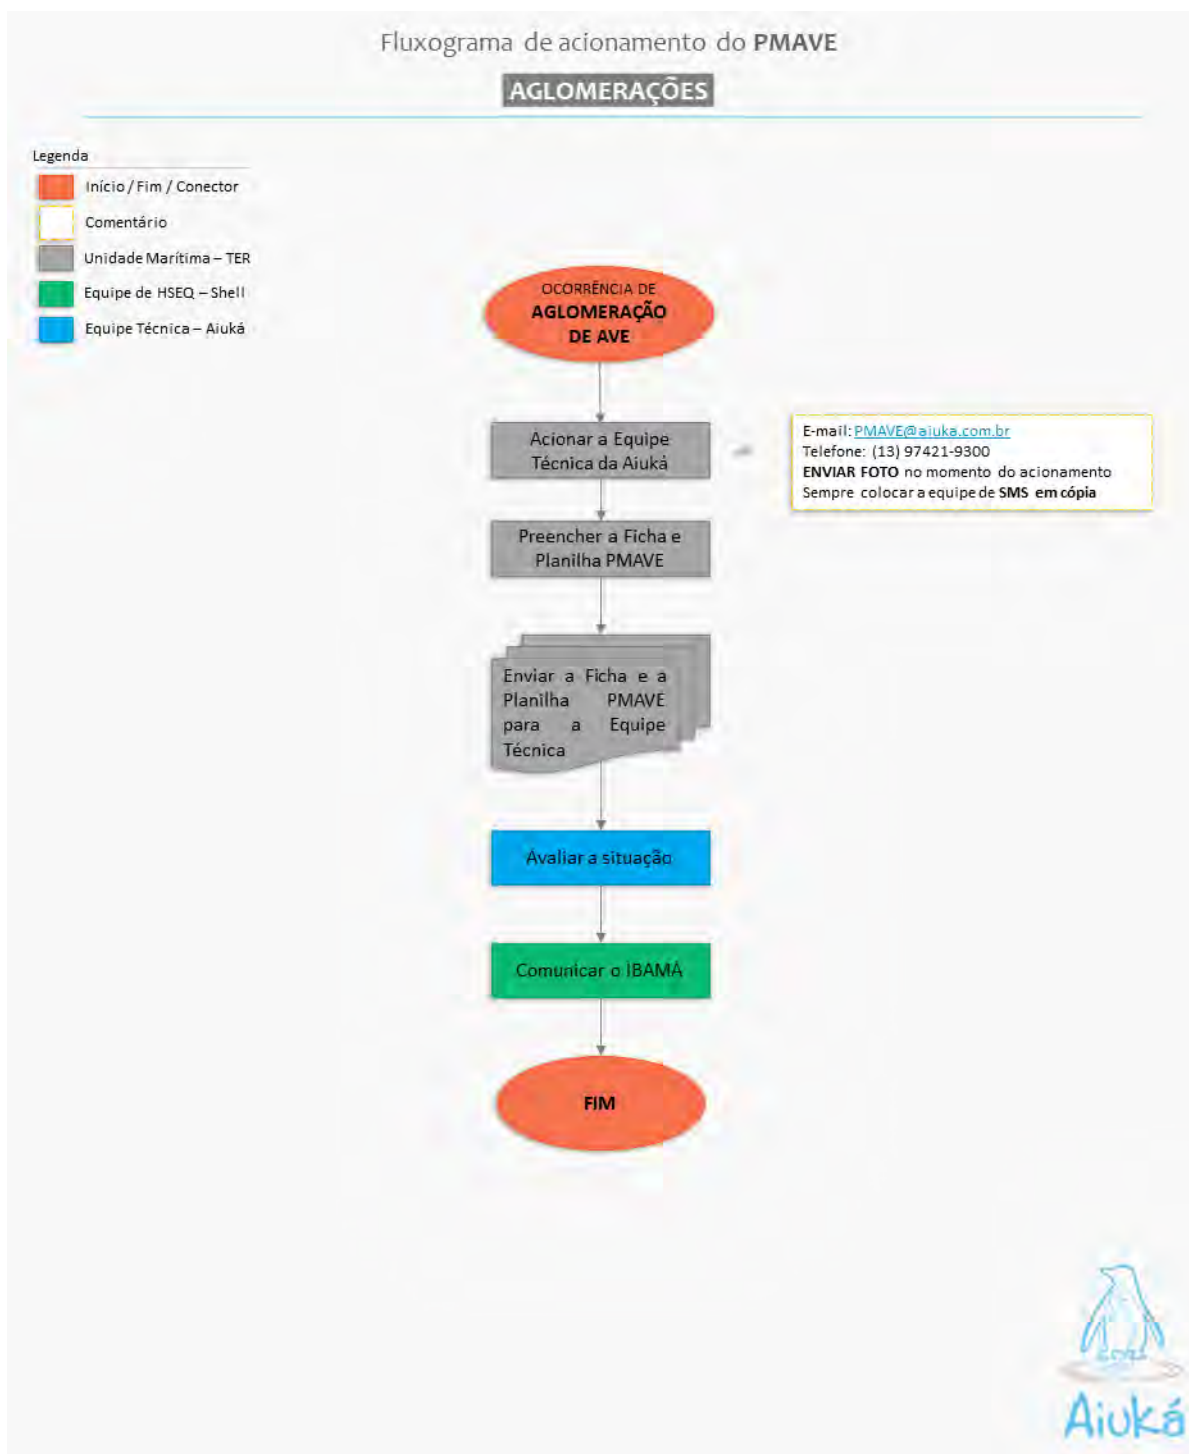 Fluxograma de acionamento do PMAVE
AGLOMERAÇÕES
Legenda
Início / Fim / Conector
Comentário
Unidade Marítima – TER
Equipe de HSEQ – Shell
Equipe Técnica – Aiuká
OCORRÊNCIA DE
AGLOMERAÇÃO
DE AVE
Acionar a Equipe
Técnica da Aiuká
E-mail: PMAVE@aiuka.com.br
Telefone: (13) 97421-9300
ENVIAR FOTO no momento do acionamento
Sempre colocar a equipe de SMS em cópia
Preencher a Ficha e
Planilha PMAVE
Enviar a Ficha e a
Planilha PMAVE
para a Equipe
Técnica
Avaliar a situação
Comunicar o IBAMA
FIM
Aiuká